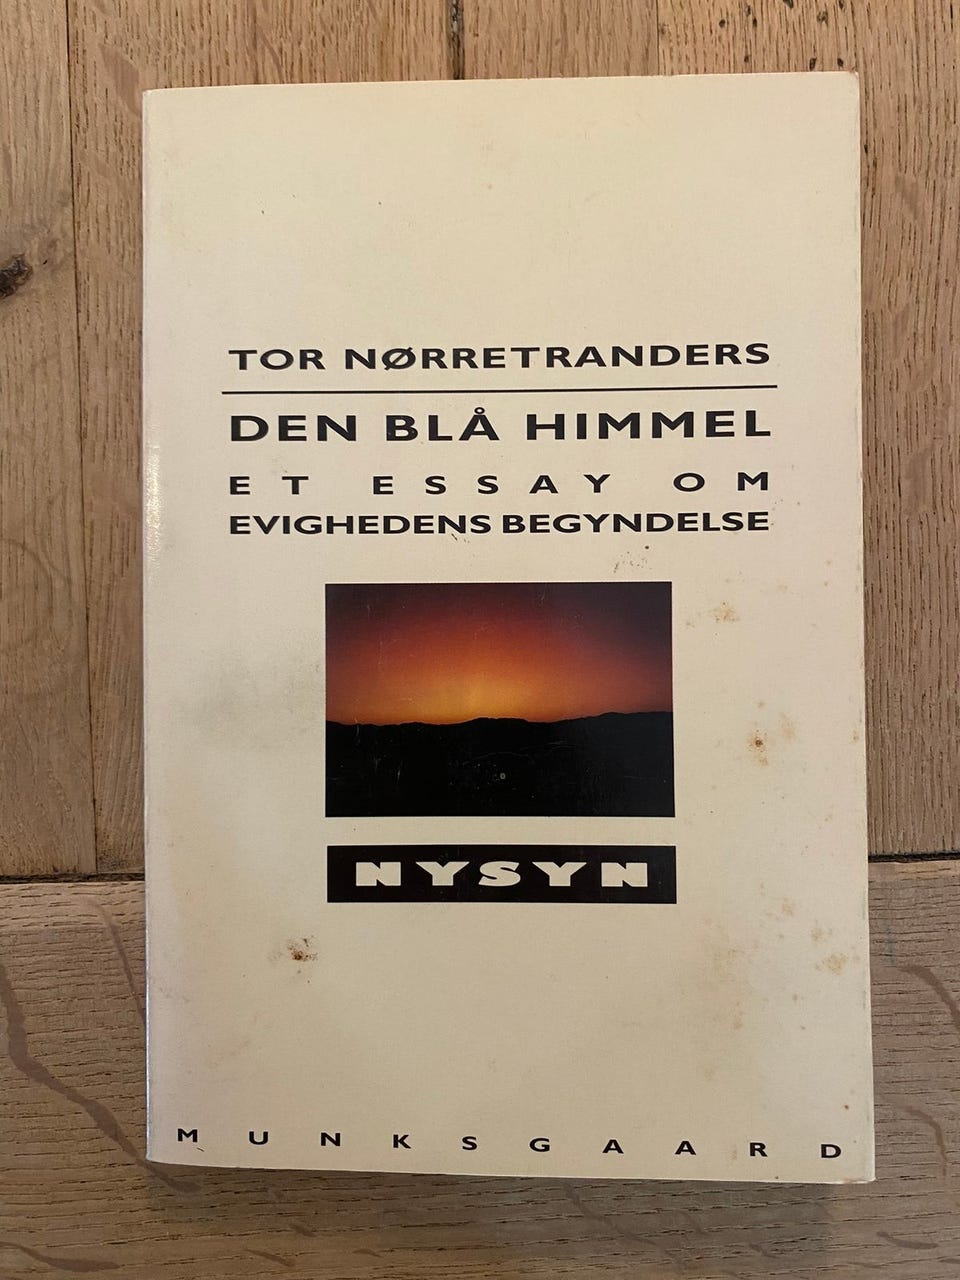 TOR NØRRETRANDERS
DEN BLÅ HIMMEL
ET ESSAY OM
EVIGHEDENS BEGYNDELSE
NYSYN
MUNKSGAARD